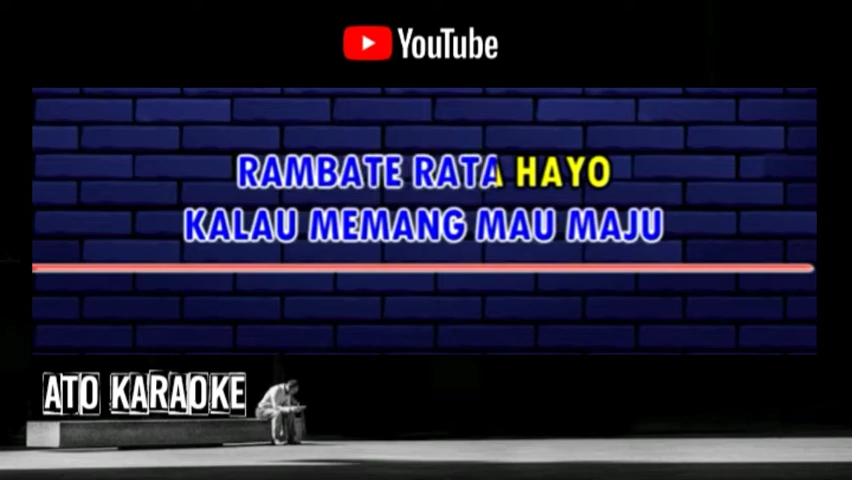 YouTube
RAMBATE RATA HAYO
KALAU MEMANG MAU MAJU
ATO KARAOKE